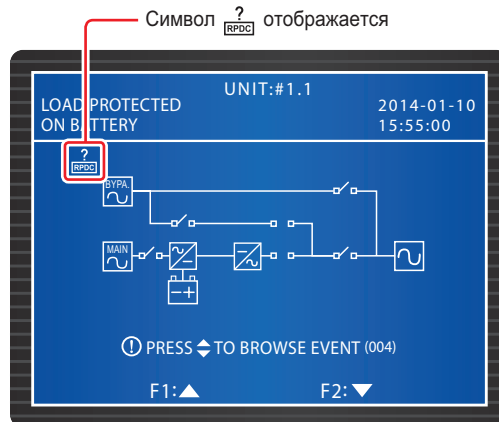 Символ ? RPDC отображается
UNIT:#1.1
LOAD PROTECTED
ON BATTERY
2014-01-10
15:55:00
?
RPDC
BYPA.
MAIN
PRESS TO BROWSE EVENT (004)
F1:▲ F2:▼